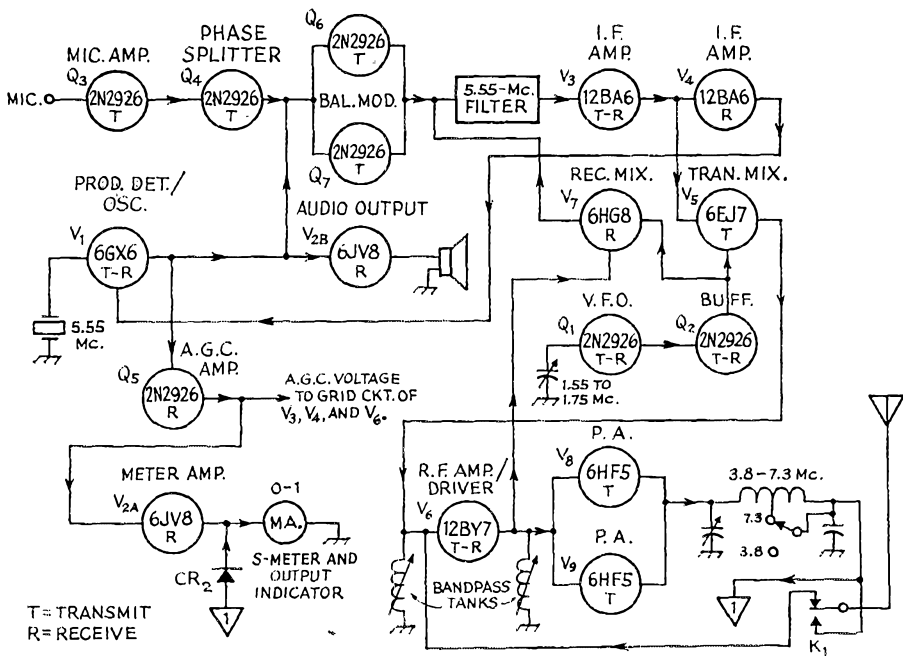 MIC.
MIC. AMP.
Q3
2N2926
T
PHASE
SPLITTER
Q4
2N2926
T
Q6
2N2926
T
BAL. MOD.
2N2926
T
Q7
5.55-Mc.
FILTER
I.F.
AMP.
V3
12BA6
T-R
I.F.
AMP.
V4
12BA6
R
PROD. DET./
OSC.
V1
6GX6
T-R
5.55
Mc.
AUDIO OUTPUT
V2B
6JV8
R
REC. MIX.
V7
6HG8
R
TRAN. MIX.
V5
6EJ7
T
V.F.O.
Q1
2N2926
T-R
1.55 TO
1.75 Mc.
BUFF.
Q2
2N2926
T-R
A.G.C.
AMP.
Q5
2N2926
R
A.G.C. VOLTAGE
TO GRID CKT. OF
V3, V4, AND V6.
METER AMP.
V2A
6JV8
R
0-1
MA.
S-METER AND
OUTPUT
INDICATOR
CR2
1
R.F. AMP./
DRIVER
V6
12BY7
T-R
BANDPASS
TANKS
P.A.
V8
6HF5
T
P.A.
V9
6HF5
T
3.8-7.3 Mc.
7.3
3.8
1
K1
T=TRANSMIT
R=RECEIVE